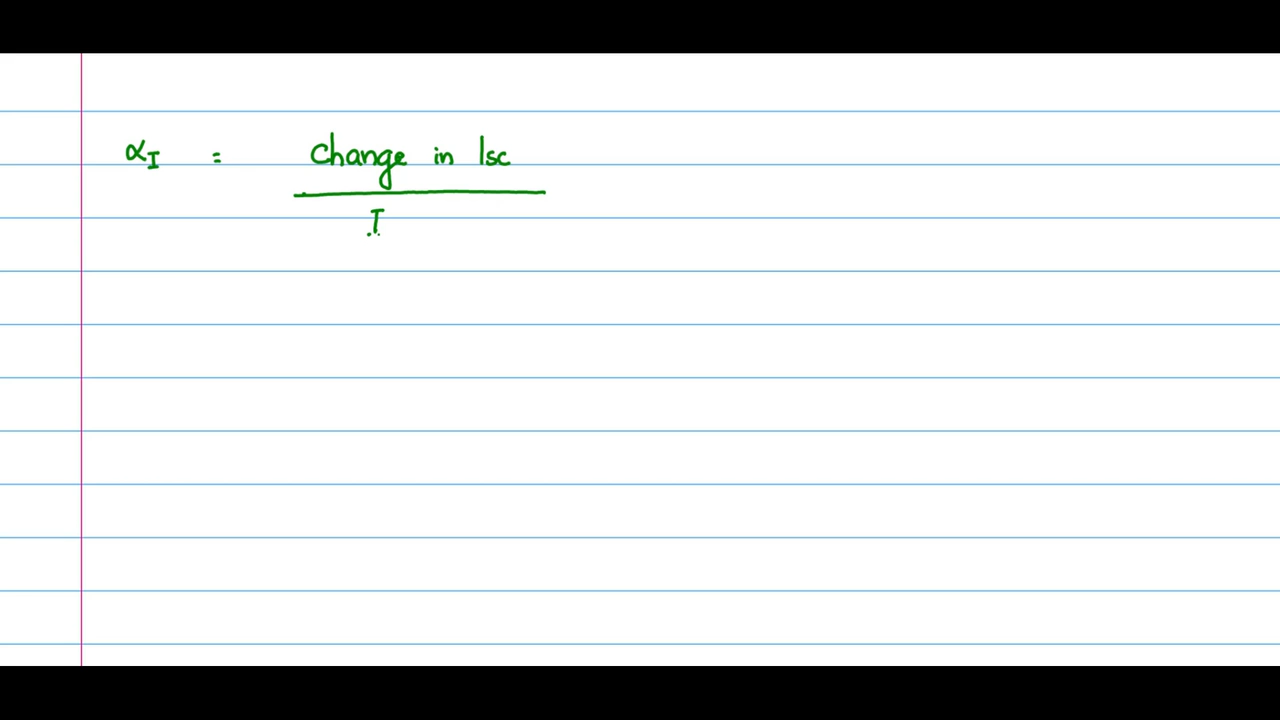 αI = Change in Isc
I